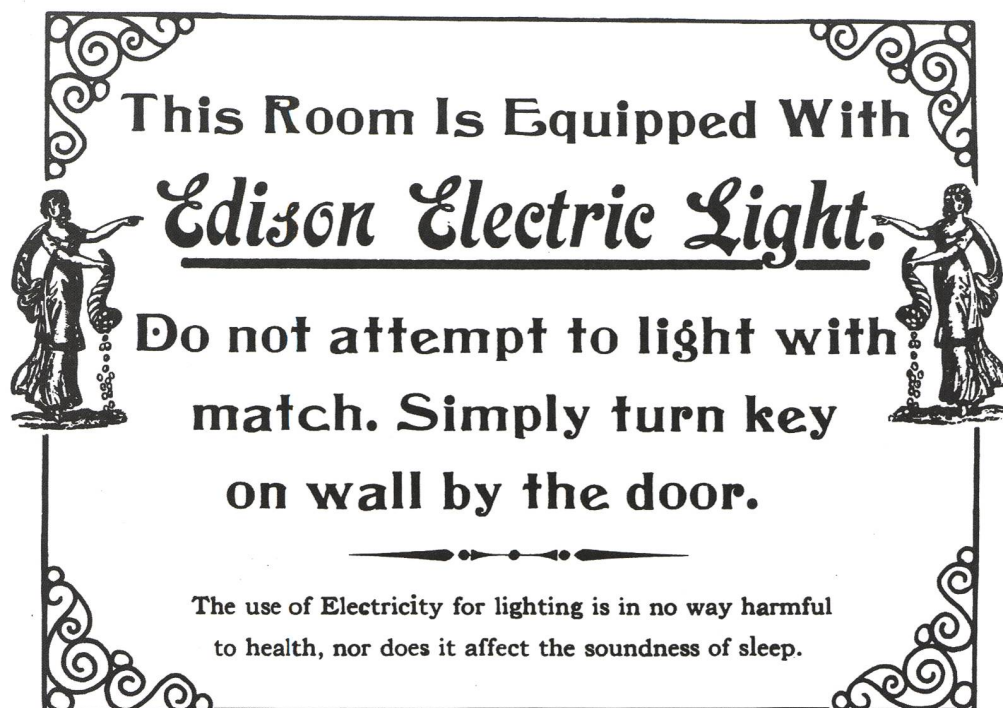 This Room Is Equipped With
Edison Electric Light.
Do not attempt to light with
match. Simply turn key
on wall by the door.
The use of Electricity for lighting is in no way harmful
to health, nor does it affect the soundness of sleep.